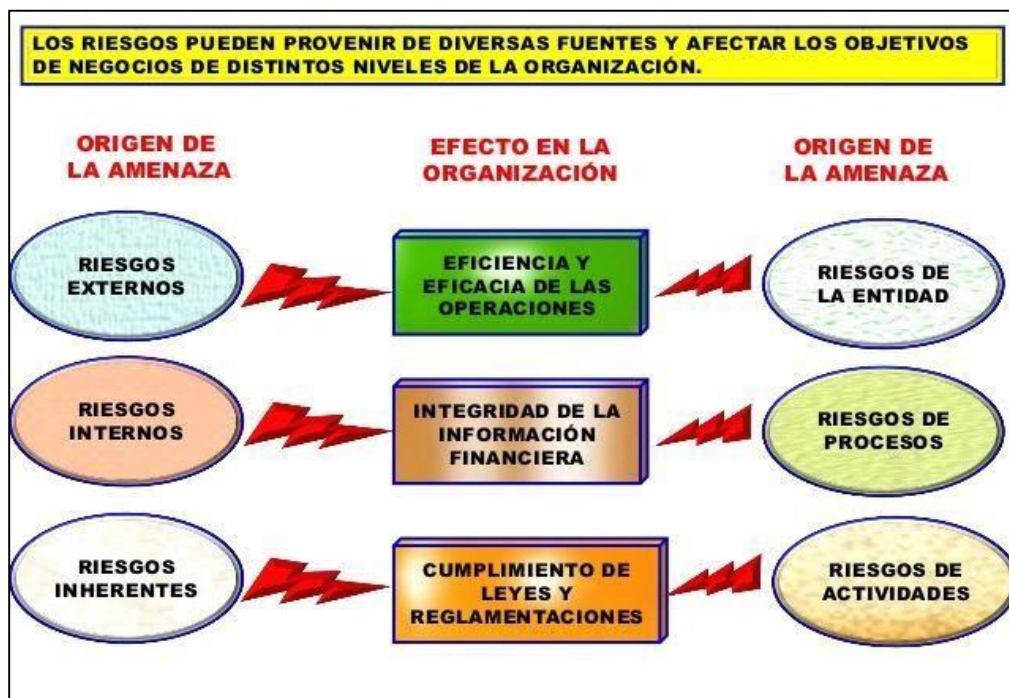 LOS RIESGOS PUEDEN PROVENIR DE DIVERSAS FUENTES Y AFECTAR LOS OBJETIVOS
DE NEGOCIOS DE DISTINTOS NIVELES DE LA ORGANIZACIÓN.
ORIGEN DE
LA AMENAZA
EFECTO EN LA
ORGANIZACIÓN
ORIGEN DE
LA AMENAZA
RIESGOS
EXTERNOS
EFICIENCIA Y
EFICACIA DE LAS
OPERACIONES
RIESGOS DE
LA ENTIDAD
RIESGOS
INTERNOS
INTEGRIDAD DE LA
INFORMACIÓN
FINANCIERA
RIESGOS DE
PROCESOS
RIESGOS
INHERENTES
CUMPLIMIENTO DE
LEYES Y
REGLAMENTACIONES
RIESGOS DE
ACTIVIDADES